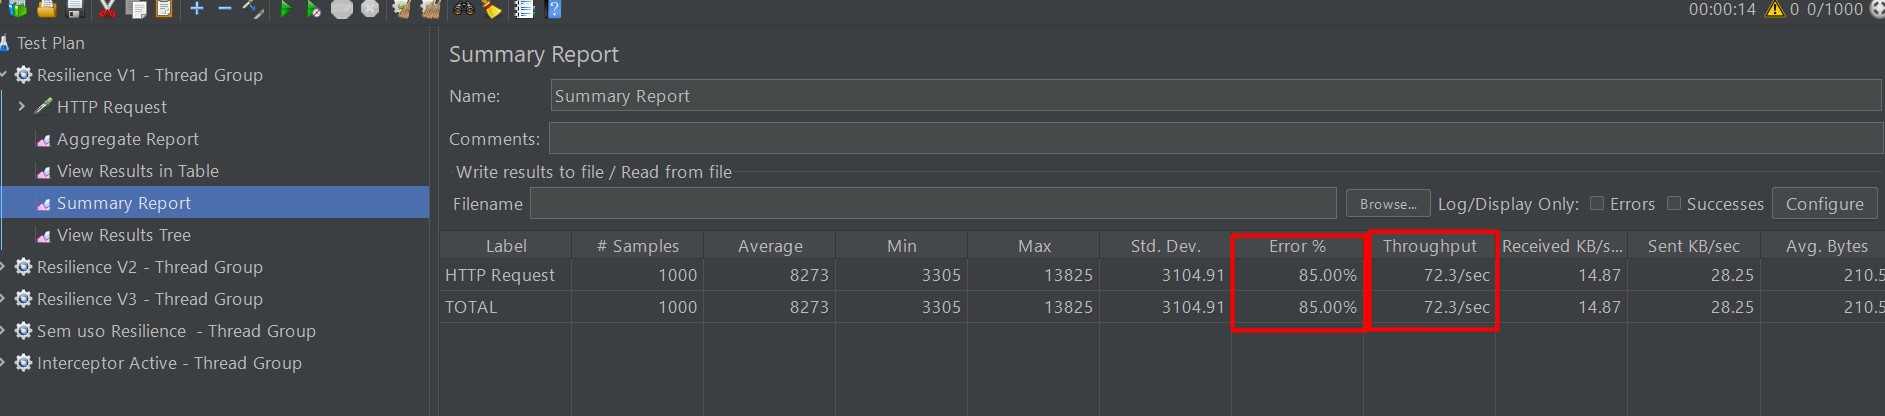 00:00:14 0 0/1000
Test Plan
Resilience V1 - Thread Group
HTTP Request
Aggregate Report
View Results in Table
Summary Report
View Results Tree
Resilience V2 - Thread Group
Resilience V3 - Thread Group
Sem uso Resilience - Thread Group
Interceptor Active - Thread Group
Summary Report
Name: Summary Report
Comments:
Write results to file / Read from file
Filename Browse... Log/Display Only: Errors Successes Configure
Label # Samples Average Min Max Std. Dev. Error % Throughput Received KB/s... Sent KB/sec Avg. Bytes
HTTP Request 1000 8273 3305 13825 3104.91 85.00% 72.3/sec 14.87 28.25 210.5
TOTAL 1000 8273 3305 13825 3104.91 85.00% 72.3/sec 14.87 28.25 210.5